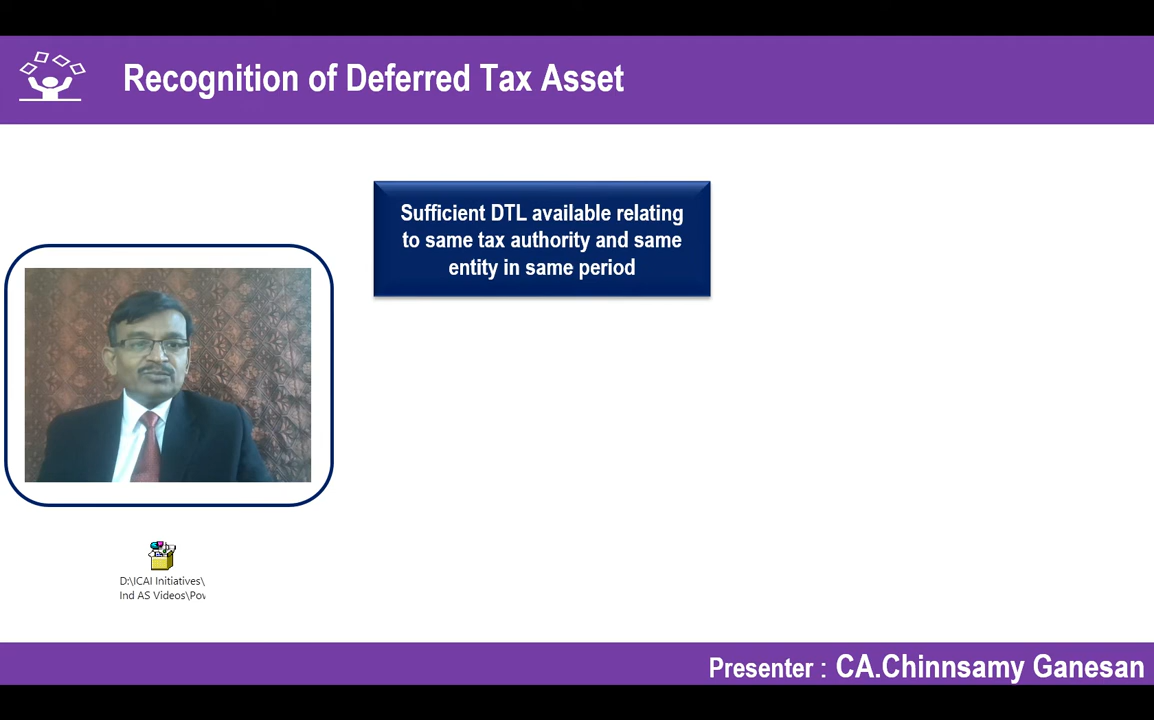 Recognition of Deferred Tax Asset
Sufficient DTL available relating
to same tax authority and same
entity in same period
D:\ICAI Initiatives\
Ind AS Videos\Pov
Presenter : CA.Chinnsamy Ganesan